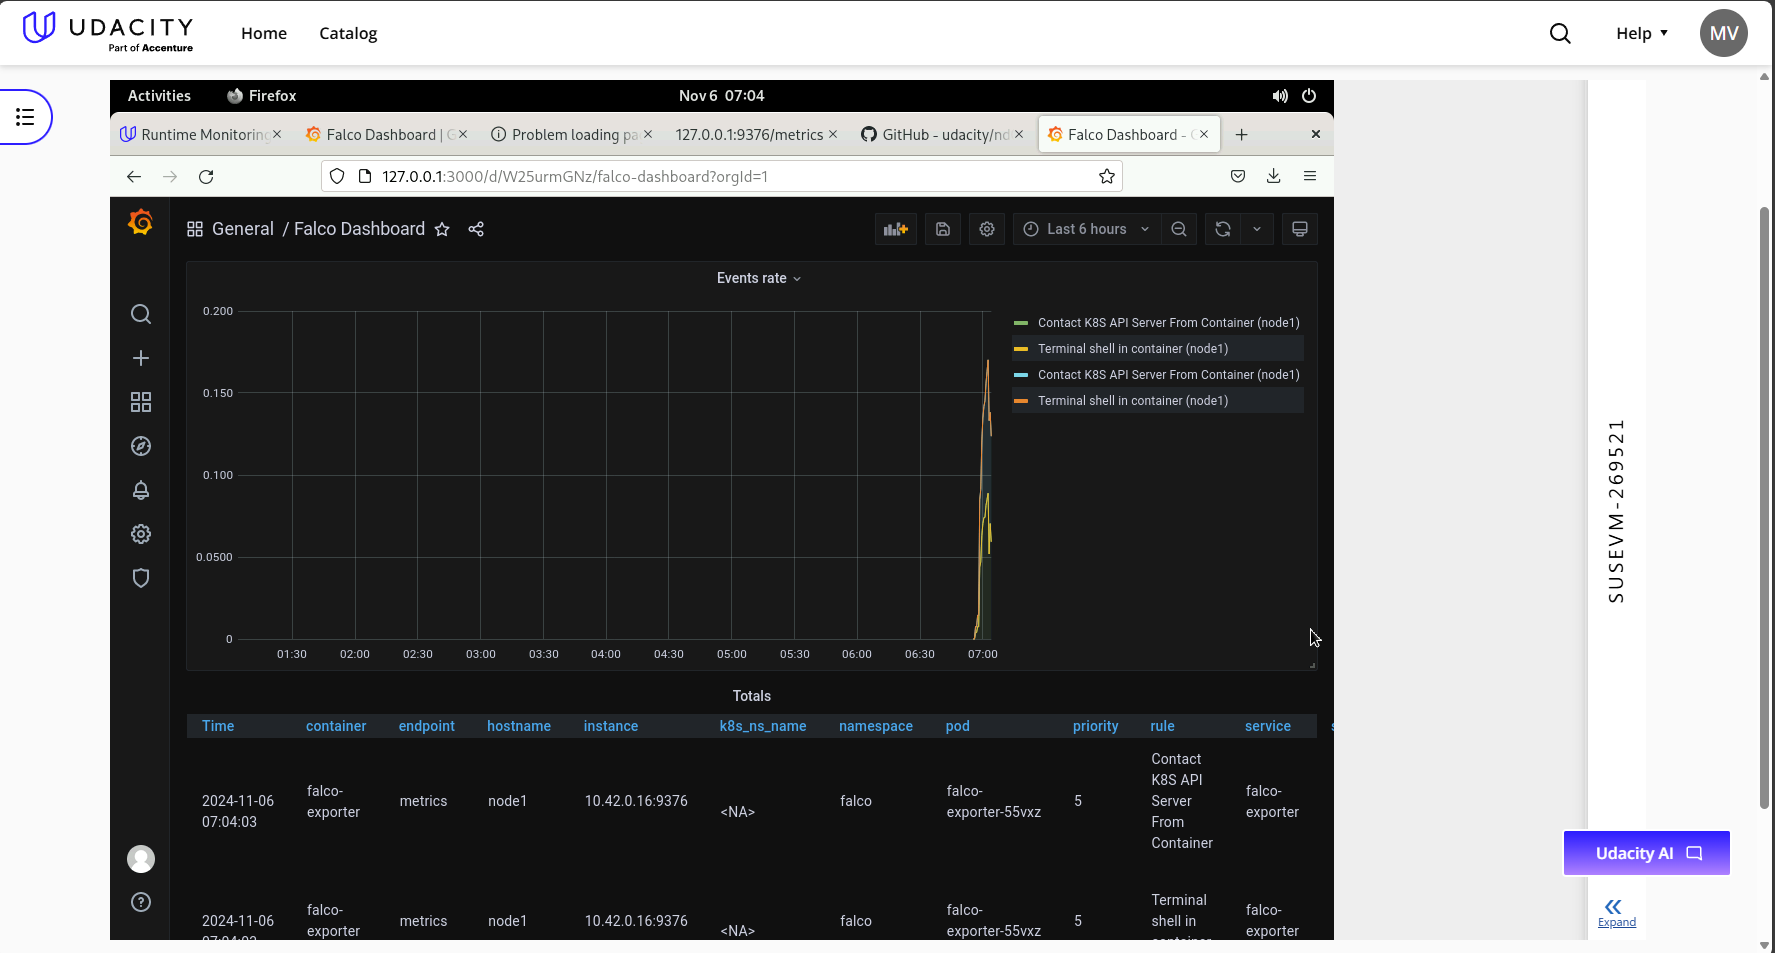 UDACITY
Part of Accenture
Home
Catalog
Help
MV
Activities
Firefox
Nov 6 07:04
Runtime Monitoring
Falco Dashboard | G
Problem loading pa
127.0.0.1:9376/metrics
GitHub - udacity/nd
Falco Dashboard -
127.0.0.1:3000/d/W25urmGNz/falco-dashboard?orgId=1
General / Falco Dashboard
Last 6 hours
Events rate
0.200
0.150
0.100
0.0500
0
01:30 02:00 02:30 03:00 03:30 04:00 04:30 05:00 05:30 06:00 06:30 07:00
Contact K8S API Server From Container (node1)
Terminal shell in container (node1)
Contact K8S API Server From Container (node1)
Terminal shell in container (node1)
Totals
Time container endpoint hostname instance k8s_ns_name namespace pod priority rule service s
2024-11-06
07:04:03
falco-
exporter
metrics
node1
10.42.0.16:9376
<NA>
falco
falco-
exporter-55vxz
5
Contact
K8S API
Server
From
Container
falco-
exporter
2024-11-06
falco-
exporter
metrics
node1
10.42.0.16:9376
<NA>
falco
falco-
exporter-55vxz
5
Terminal
shell in
container
falco-
exporter
SUSEVM-269521
Udacity AI
Expand